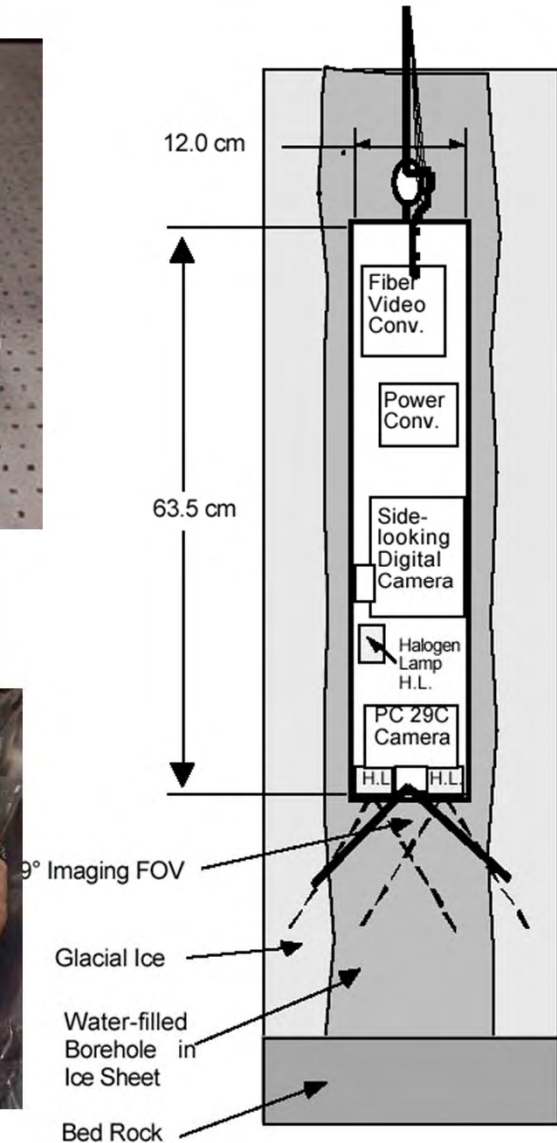 12.0 cm
Fiber
Video
Conv.
Power
Conv.
63.5 cm
Side-
looking
Digital
Camera
Halogen
Lamp
H.L.
PC 29C
Camera
H.L.
H.L.
9° Imaging FOV
Glacial Ice
Water-filled
Borehole in
Ice Sheet
Bed Rock